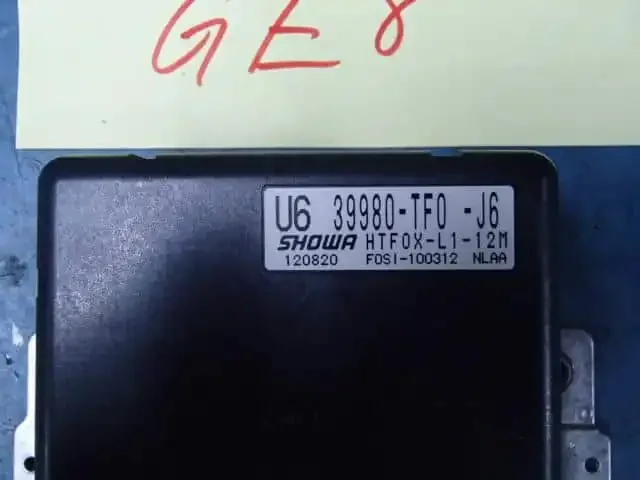 GE8
U6 39980-TF0 -J6
SHOWA HTF0X-L1-12M
120820 F0SI-100312 NLAA